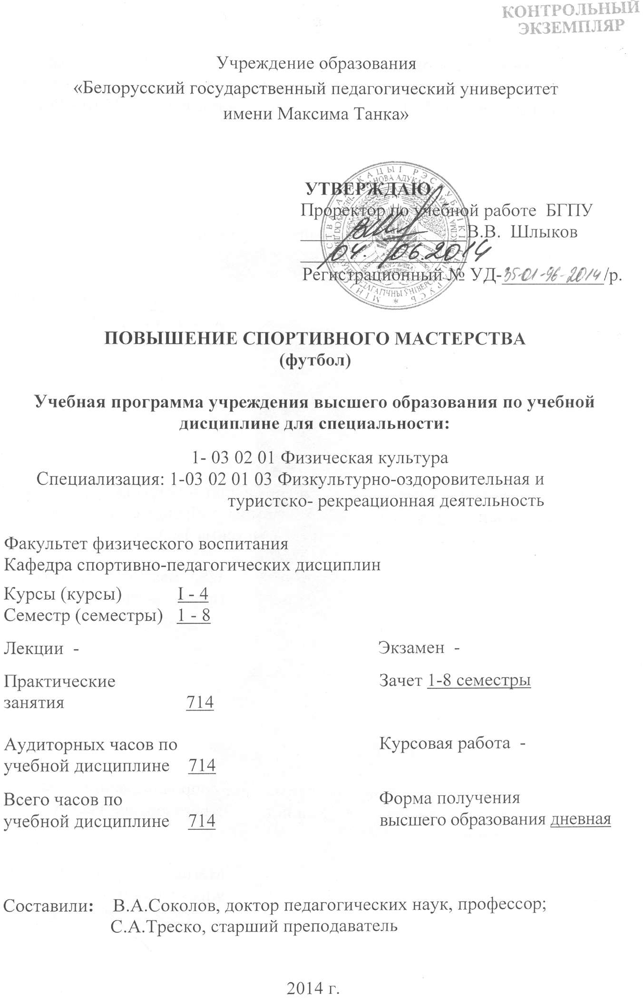 КОНТРОЛЬНЫЙ
ЭКЗЕМПЛЯР
Учреждение образования
«Белорусский государственный педагогический университет
имени Максима Танка»
УТВЕРЖДАЮ
Проректор по учебной работе БГПУ
В.В. Шлыков
04. 06.2014
Регистрационный № УД-35-01-96-2014/р.
ПОВЫШЕНИЕ СПОРТИВНОГО МАСТЕРСТВА
(футбол)
Учебная программа учреждения высшего образования по учебной
дисциплине для специальности:
1- 03 02 01 Физическая культура
Специализация: 1-03 02 01 03 Физкультурно-оздоровительная и
туристско- рекреационная деятельность
Факультет физического воспитания
Кафедра спортивно-педагогических дисциплин
Курсы (курсы) I - 4
Семестр (семестры) 1 - 8
Лекции - Экзамен -
Практические Зачет 1-8 семестры
занятия 714
Аудиторных часов по Курсовая работа -
учебной дисциплине 714
Всего часов по Форма получения
учебной дисциплине 714 высшего образования дневная
Составили: В.А.Соколов, доктор педагогических наук, профессор;
С.А.Треско, старший преподаватель
2014 г.